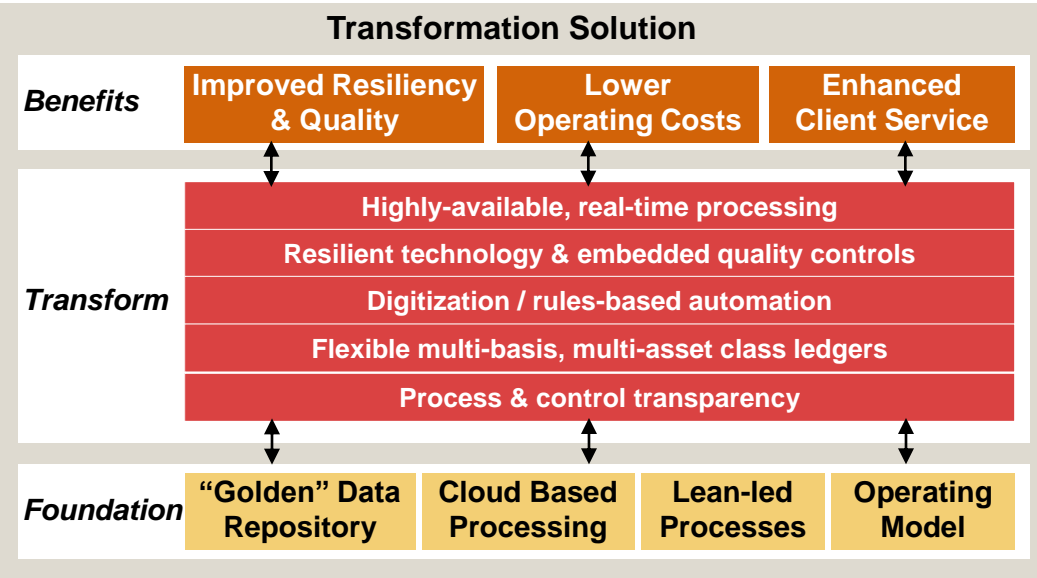 Transformation Solution
Benefits
Improved Resiliency
& Quality
Lower
Operating Costs
Enhanced
Client Service
Transform
Highly-available, real-time processing
Resilient technology & embedded quality controls
Digitization / rules-based automation
Flexible multi-basis, multi-asset class ledgers
Process & control transparency
Foundation
“Golden” Data
Repository
Cloud Based
Processing
Lean-led
Processes
Operating
Model